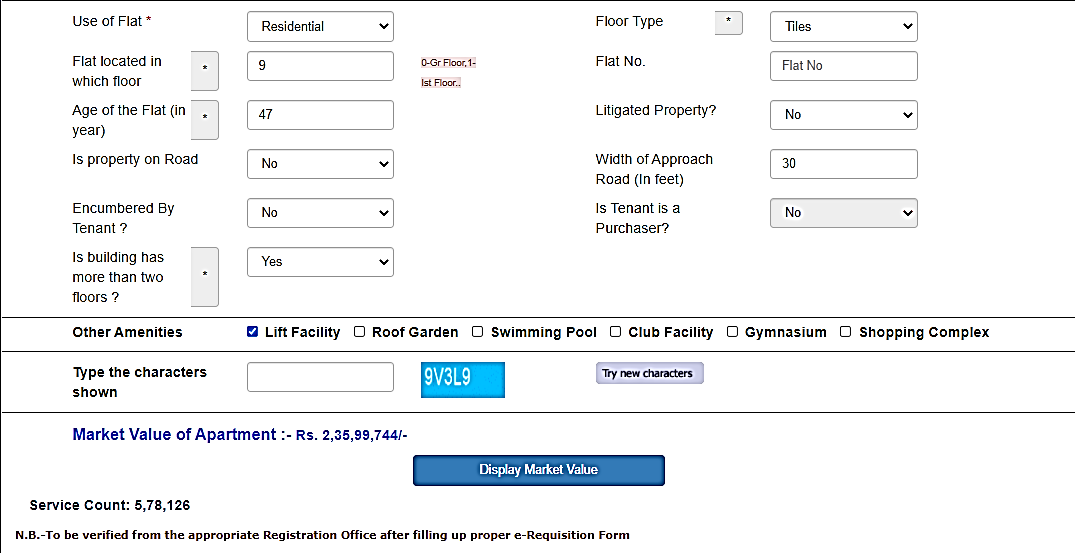 Use of Flat * Residential Floor Type * Tiles
Flat located in which floor * 9 0-Gr Floor,1-Ist Floor.. Flat No. Flat No
Age of the Flat (in year) * 47 Litigated Property? No
Is property on Road No Width of Approach Road (In feet) 30
Encumbered By Tenant ? No Is Tenant is a Purchaser? No
Is building has more than two floors ? * Yes
Other Amenities Lift Facility Roof Garden Swimming Pool Club Facility Gymnasium Shopping Complex
Type the characters shown 9V3L9 Try new characters
Market Value of Apartment :- Rs. 2,35,99,744/-
Display Market Value
Service Count: 5,78,126
N.B.-To be verified from the appropriate Registration Office after filling up proper e-Requisition Form